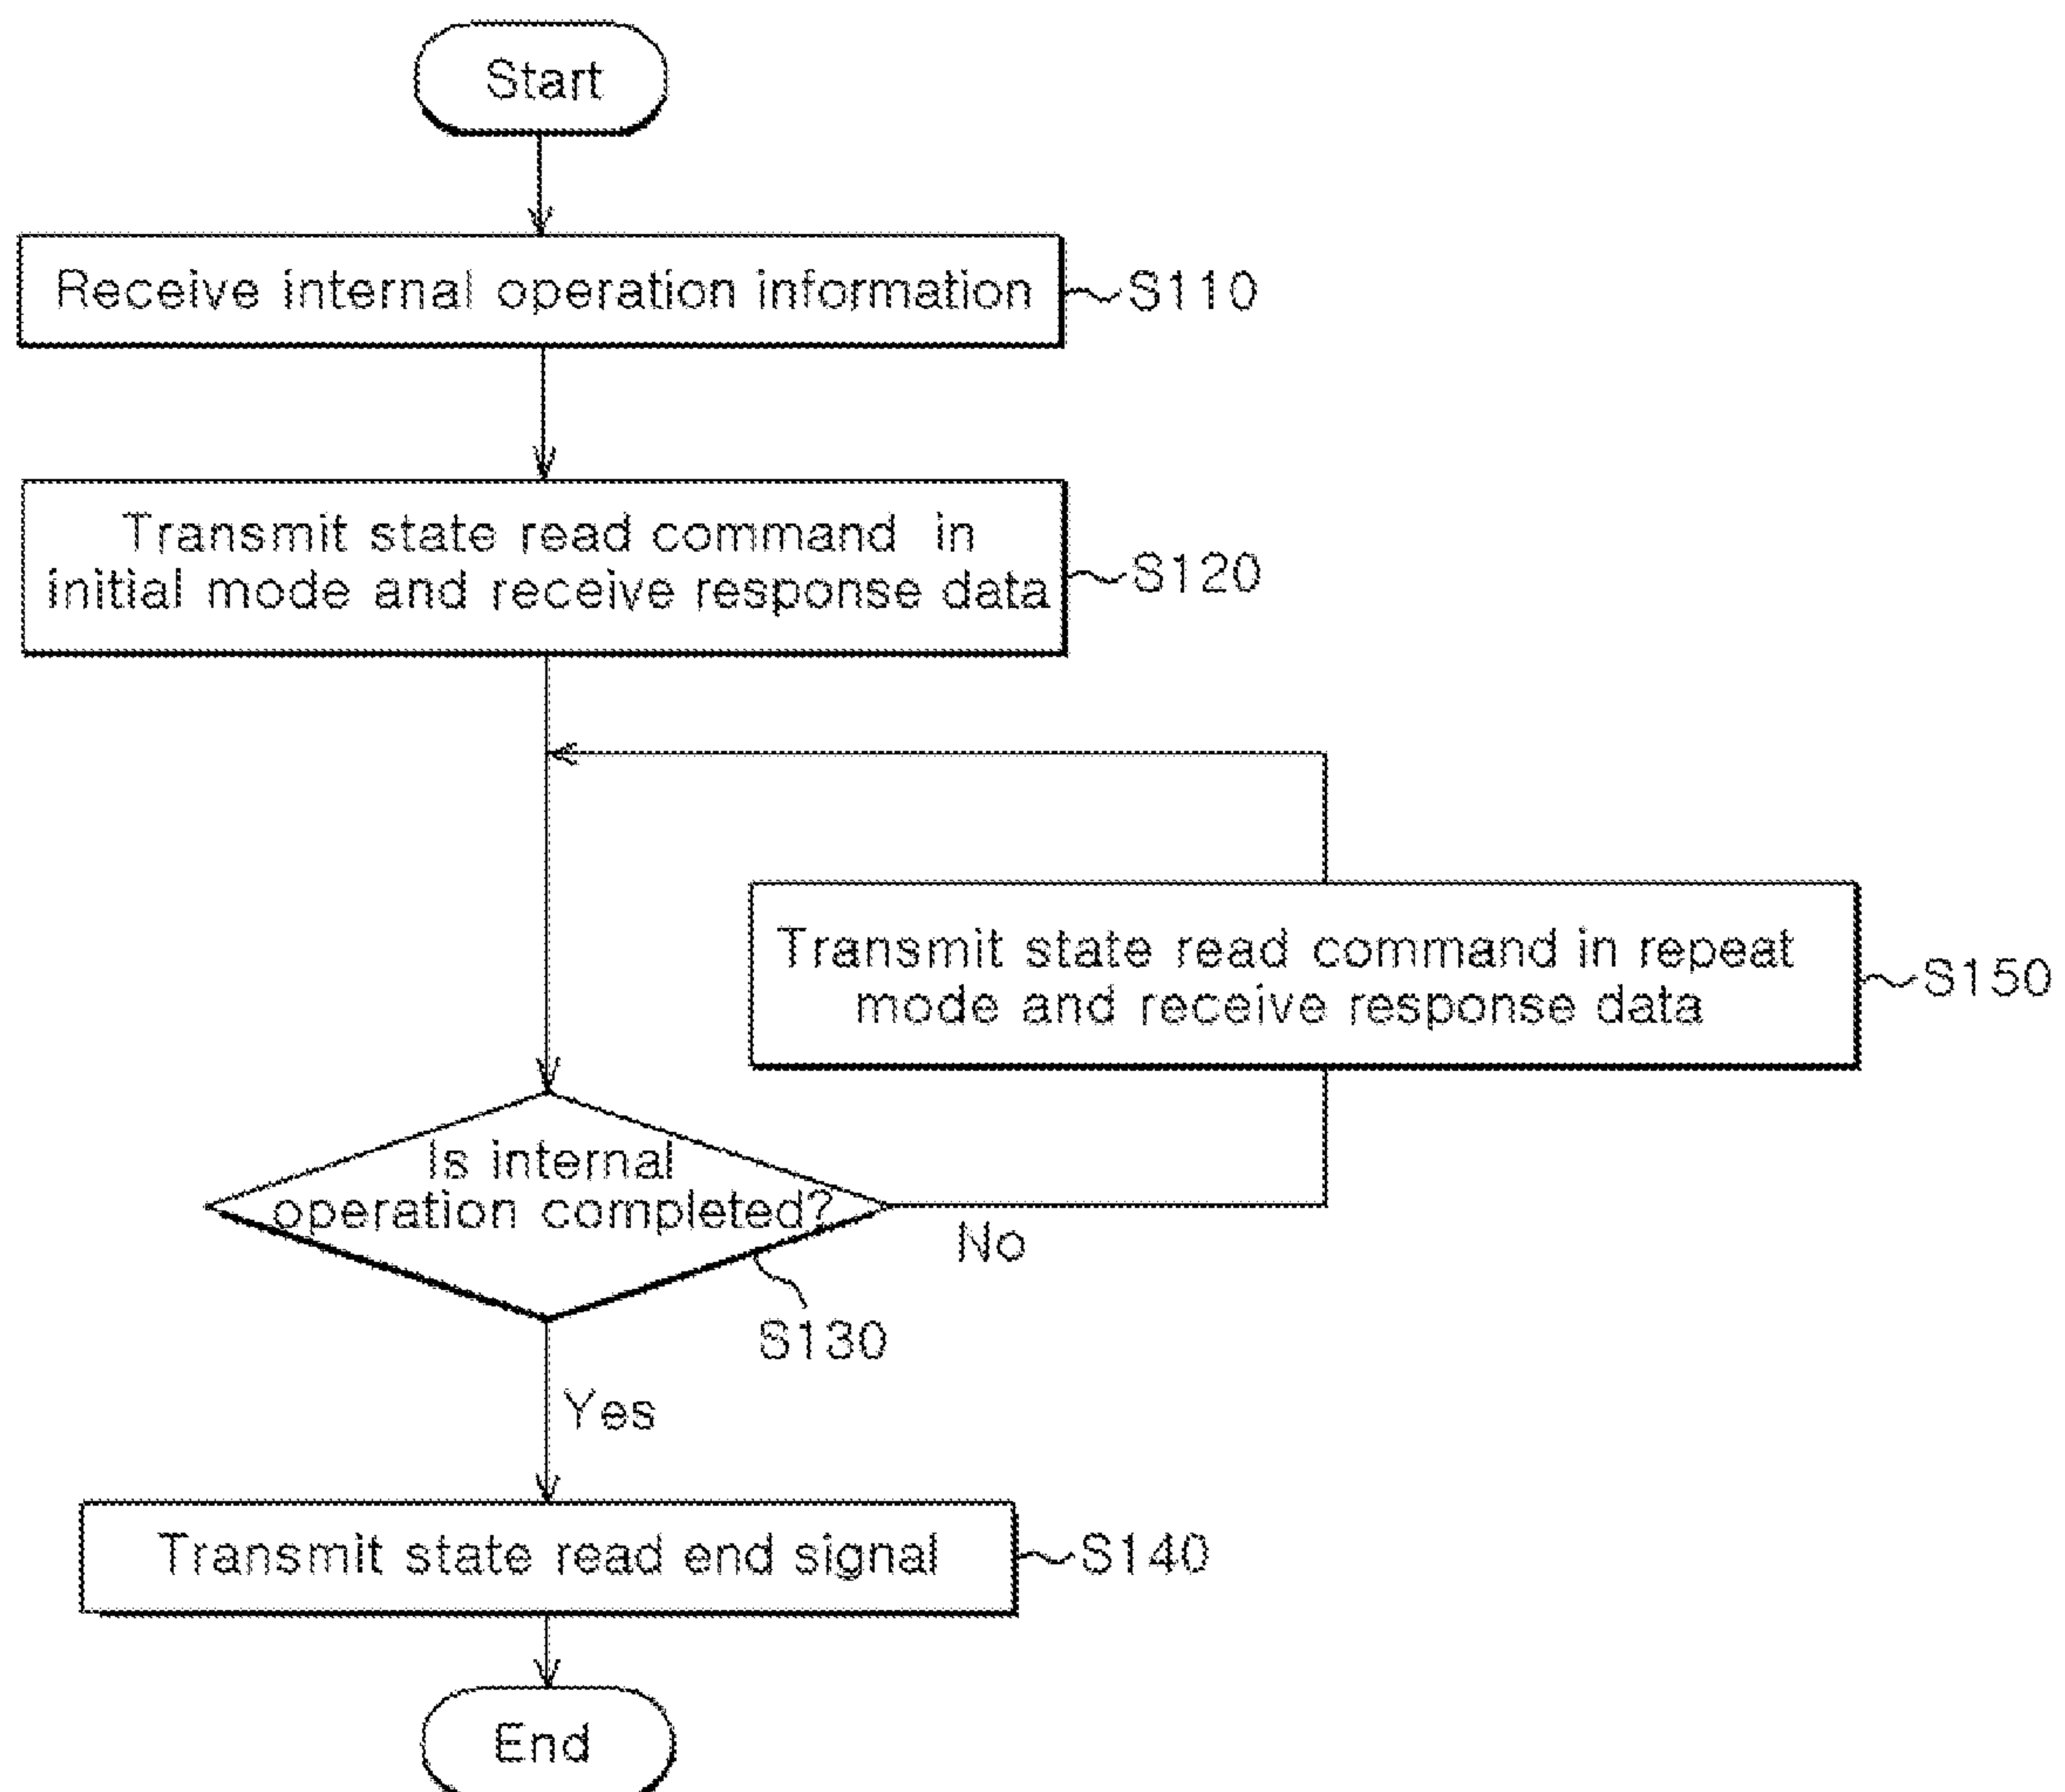 Start
Receive internal operation information
S110
Transmit state read command in
initial mode and receive response data
S120
Transmit state read command in repeat
mode and receive response data
S150
Is internal
operation completed?
No
S130
Yes
Transmit state read end signal
S140
End